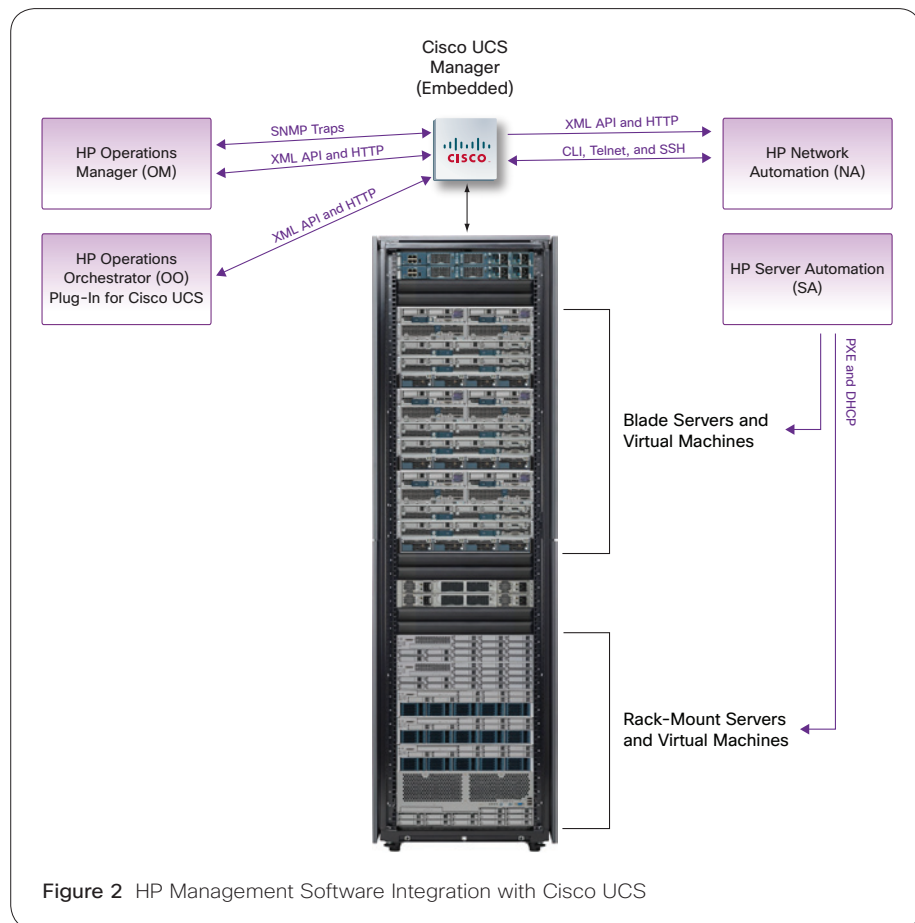 Cisco UCS
Manager
(Embedded)
SNMP Traps
XML API and HTTP
XML API and HTTP
HP Operations
Manager (OM)
HP Operations
Orchestrator (OO)
Plug-In for Cisco UCS
CISCO
XML API and HTTP
CLI, Telnet, and SSH
HP Network
Automation (NA)
HP Server Automation
(SA)
PXE and DHCP
Blade Servers and
Virtual Machines
Rack-Mount Servers
and Virtual Machines
Figure 2 HP Management Software Integration with Cisco UCS